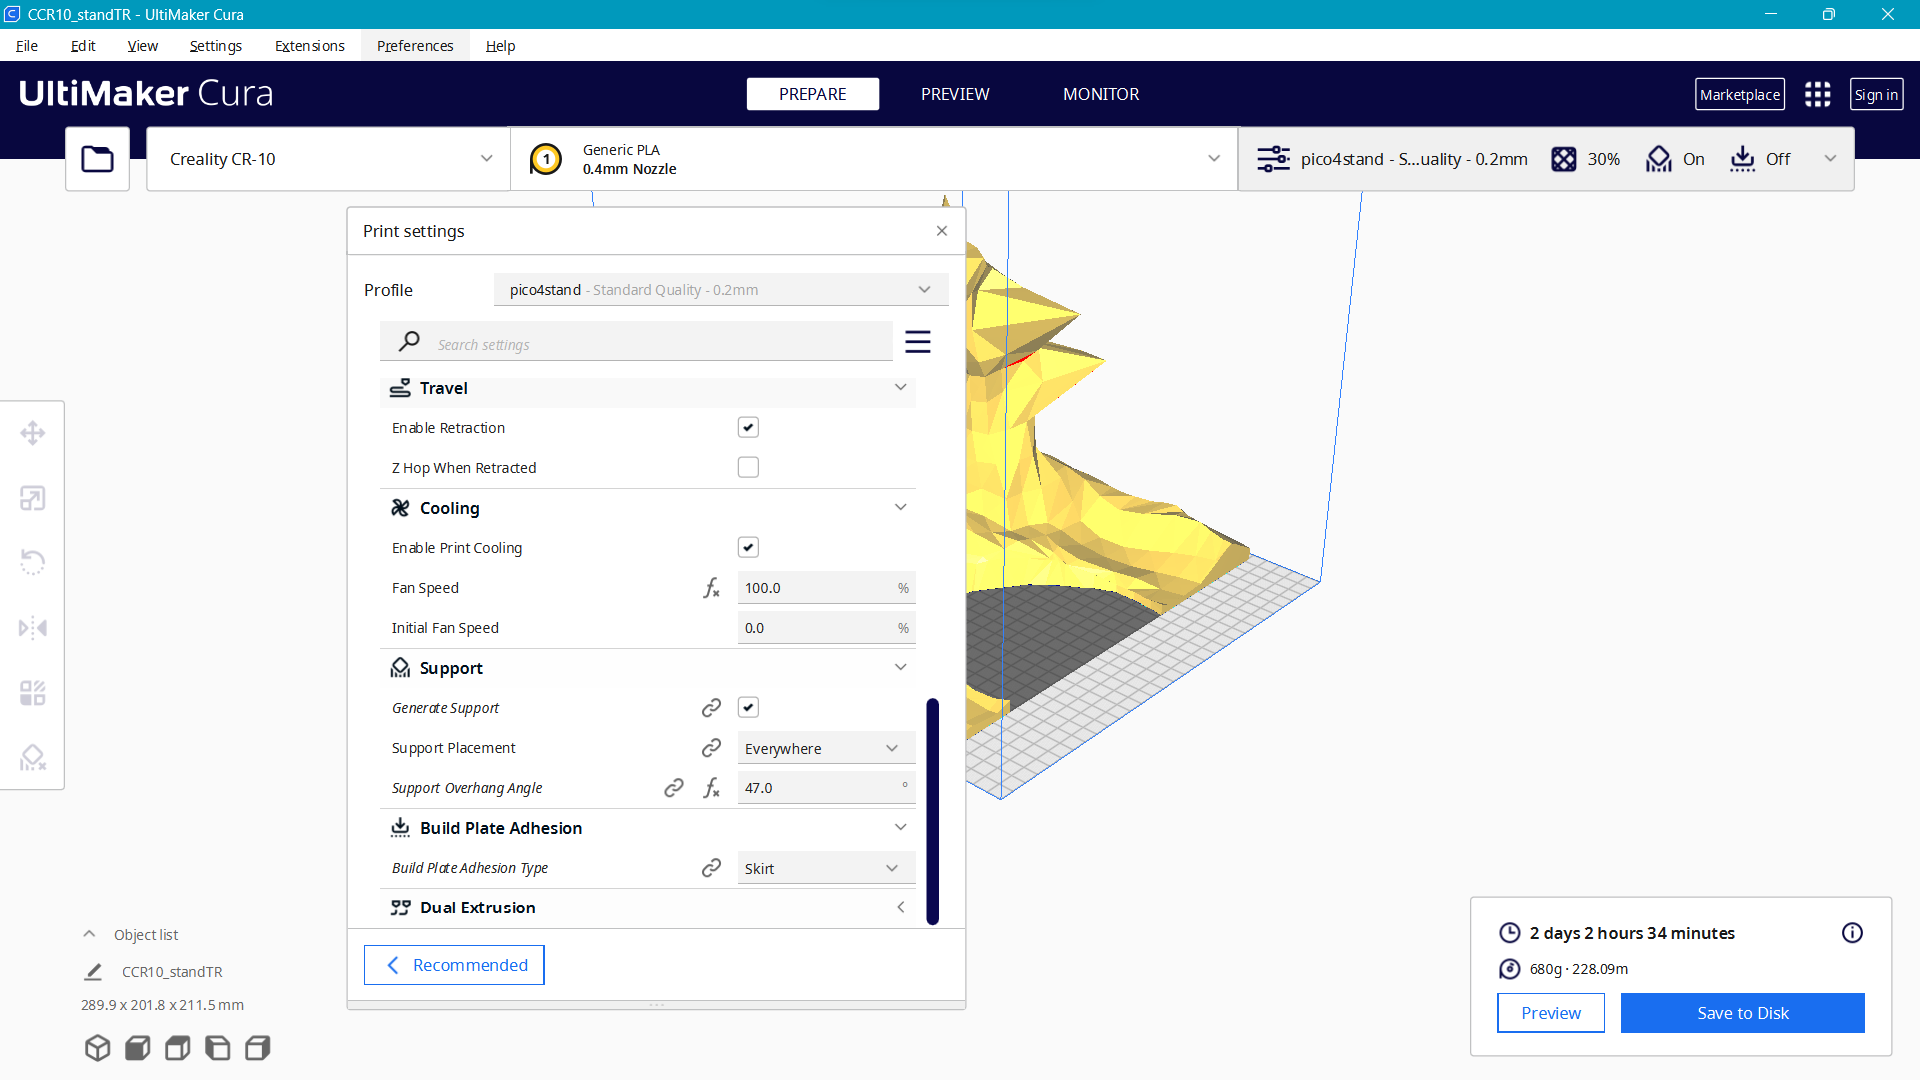 CCR10_standTR - UltiMaker Cura
File Edit View Settings Extensions Preferences Help
UltiMaker Cura
PREPARE PREVIEW MONITOR
Marketplace
Sign in
Creality CR-10
1
Generic PLA
0.4mm Nozzle
pico4stand - S...uality - 0.2mm 30% On Off
Print settings
Profile pico4stand - Standard Quality - 0.2mm
Search settings
Travel
Enable Retraction
Z Hop When Retracted
Cooling
Enable Print Cooling
Fan Speed fx 100.0 %
Initial Fan Speed 0.0 %
Support
Generate Support
Support Placement Everywhere
Support Overhang Angle fx 47.0 °
Build Plate Adhesion
Build Plate Adhesion Type Skirt
Dual Extrusion
Recommended
Object list
CCR10_standTR
289.9 x 201.8 x 211.5 mm
2 days 2 hours 34 minutes
680g · 228.09m
Preview Save to Disk